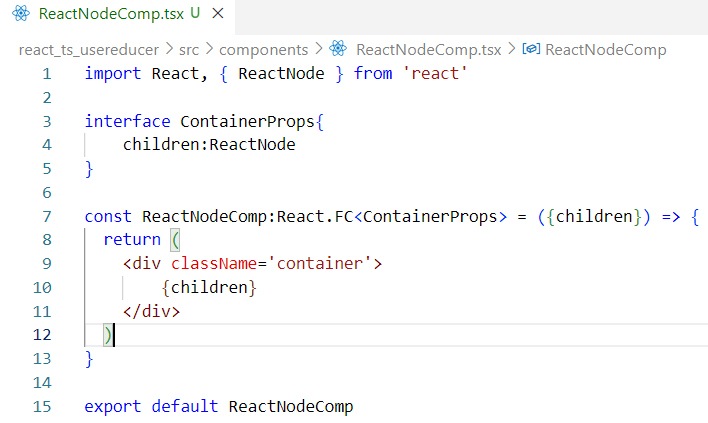 ReactNodeComp.tsx U ×
react_ts_usereducer > src > components > ReactNodeComp.tsx > ReactNodeComp
1 import React, { ReactNode } from 'react'
2
3 interface ContainerProps{
4     children:ReactNode
5 }
6
7 const ReactNodeComp:React.FC<ContainerProps> = ({children}) => {
8   return (
9     <div className='container'>
10         {children}
11     </div>
12   )
13 }
14
15 export default ReactNodeComp